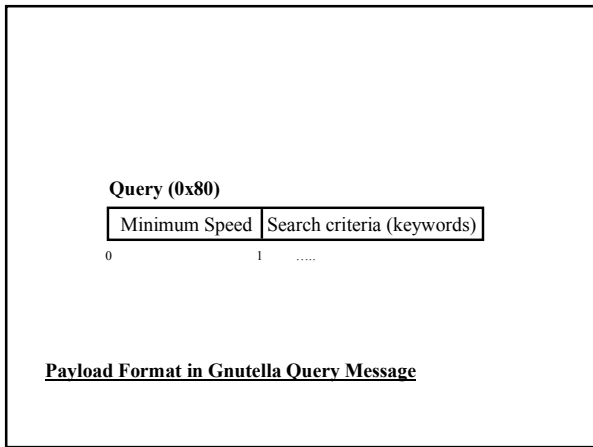 Query (0x80)
Minimum Speed Search criteria (keywords)
0 1 .....
Payload Format in Gnutella Query Message